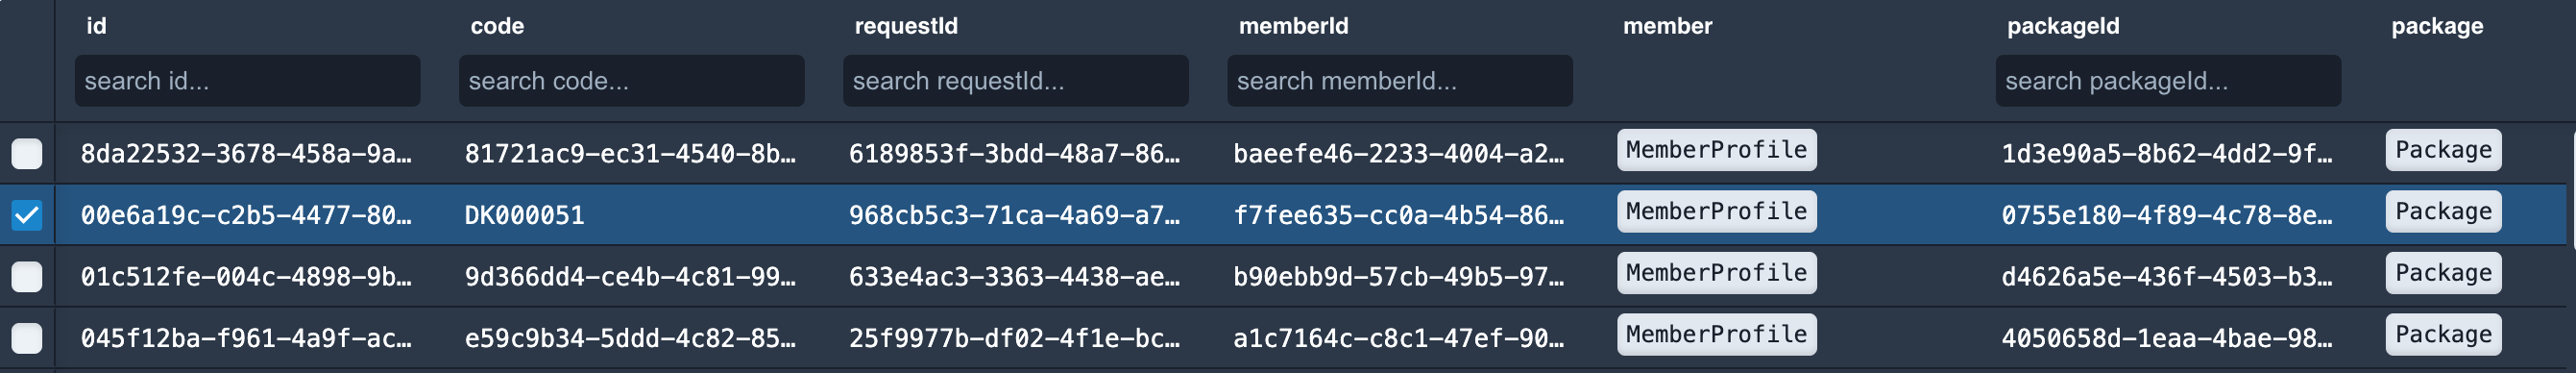 id code requestId memberId member packageId package
search id... search code... search requestId... search memberId... search packageId...
8da22532-3678-458a-9a… 81721ac9-ec31-4540-8b… 6189853f-3bdd-48a7-86… baeefe46-2233-4004-a2… MemberProfile 1d3e90a5-8b62-4dd2-9f… Package
00e6a19c-c2b5-4477-80… DK000051 968cb5c3-71ca-4a69-a7… f7fee635-cc0a-4b54-86… MemberProfile 0755e180-4f89-4c78-8e… Package
01c512fe-004c-4898-9b… 9d366dd4-ce4b-4c81-99… 633e4ac3-3363-4438-ae… b90ebb9d-57cb-49b5-97… MemberProfile d4626a5e-436f-4503-b3… Package
045f12ba-f961-4a9f-ac… e59c9b34-5ddd-4c82-85… 25f9977b-df02-4f1e-bc… a1c7164c-c8c1-47ef-90… MemberProfile 4050658d-1eaa-4bae-98… Package